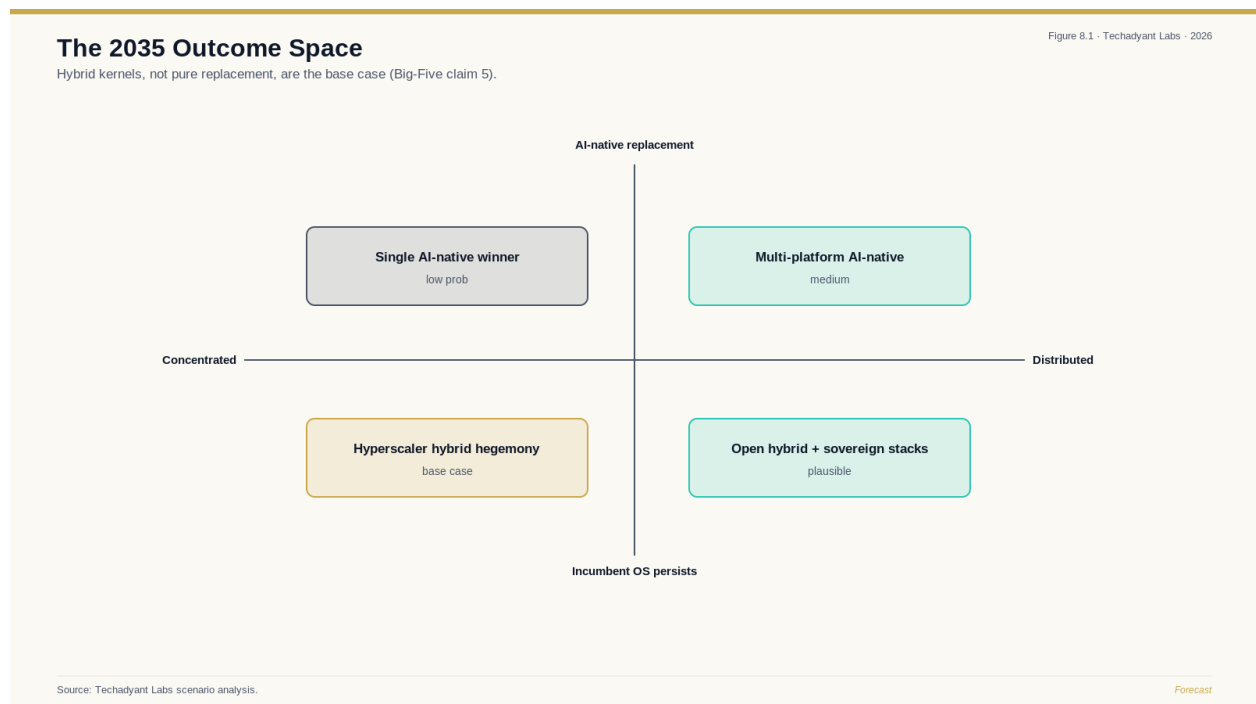 The 2035 Outcome Space
Figure 8.1 · Techadyant Labs · 2026
Hybrid kernels, not pure replacement, are the base case (Big-Five claim 5).
AI-native replacement
Single AI-native winner
low prob
Multi-platform AI-native
medium
Concentrated
Distributed
Hyperscaler hybrid hegemony
base case
Open hybrid + sovereign stacks
plausible
Incumbent OS persists
Source: Techadyant Labs scenario analysis.
Forecast